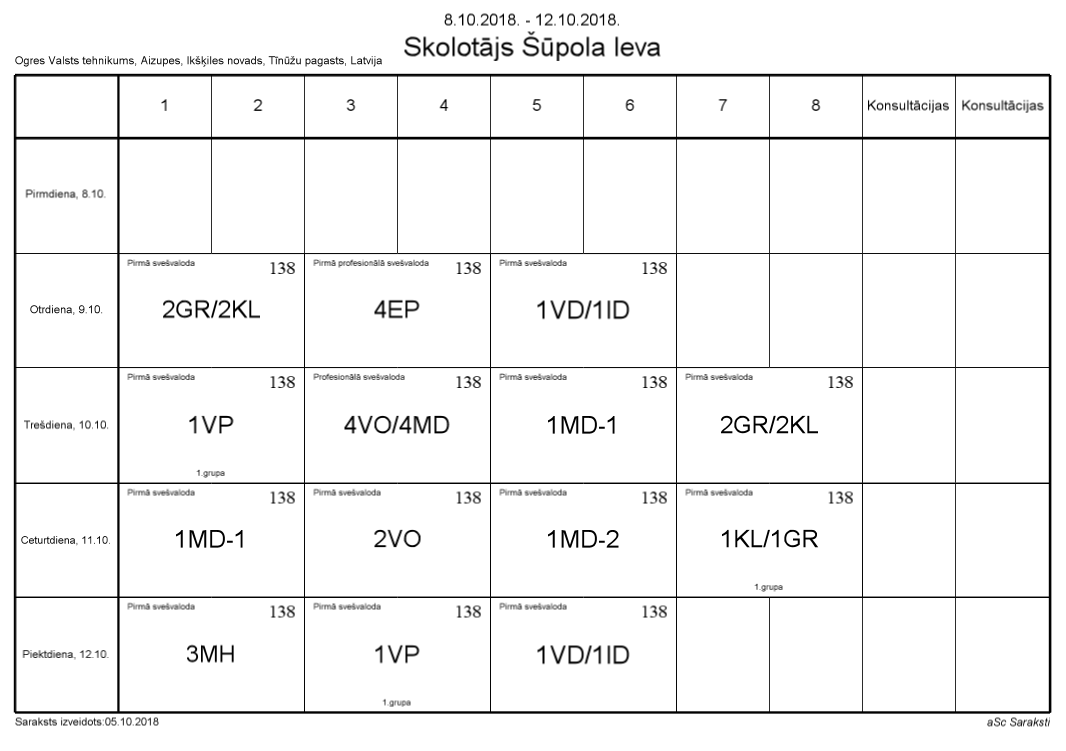 8.10.2018. - 12.10.2018.
Skolotājs Šūpola Ieva
Ogres Valsts tehnikums, Aizupes, Ikšķiles novads, Tīnūžu pagasts, Latvija
1 2 3 4 5 6 7 8 Konsultācijas Konsultācijas
Pirmdiena, 8.10.
Pirmā svešvaloda 138 Pirmā profesionālā svešvaloda 138 Pirmā svešvaloda 138
Otrdiena, 9.10. 2GR/2KL 4EP 1VD/1ID
Pirmā svešvaloda 138 Profesionālā svešvaloda 138 Pirmā svešvaloda 138 Pirmā svešvaloda 138
Trešdiena, 10.10. 1VP 4VO/4MD 1MD-1 2GR/2KL
1.grupa
Pirmā svešvaloda 138 Pirmā svešvaloda 138 Pirmā svešvaloda 138 Pirmā svešvaloda 138
Ceturtdiena, 11.10. 1MD-1 2VO 1MD-2 1KL/1GR
1.grupa
Pirmā svešvaloda 138 Pirmā svešvaloda 138 Pirmā svešvaloda 138
Piektdiena, 12.10. 3MH 1VP 1VD/1ID
1.grupa
Saraksts izveidots:05.10.2018 aSc Saraksti